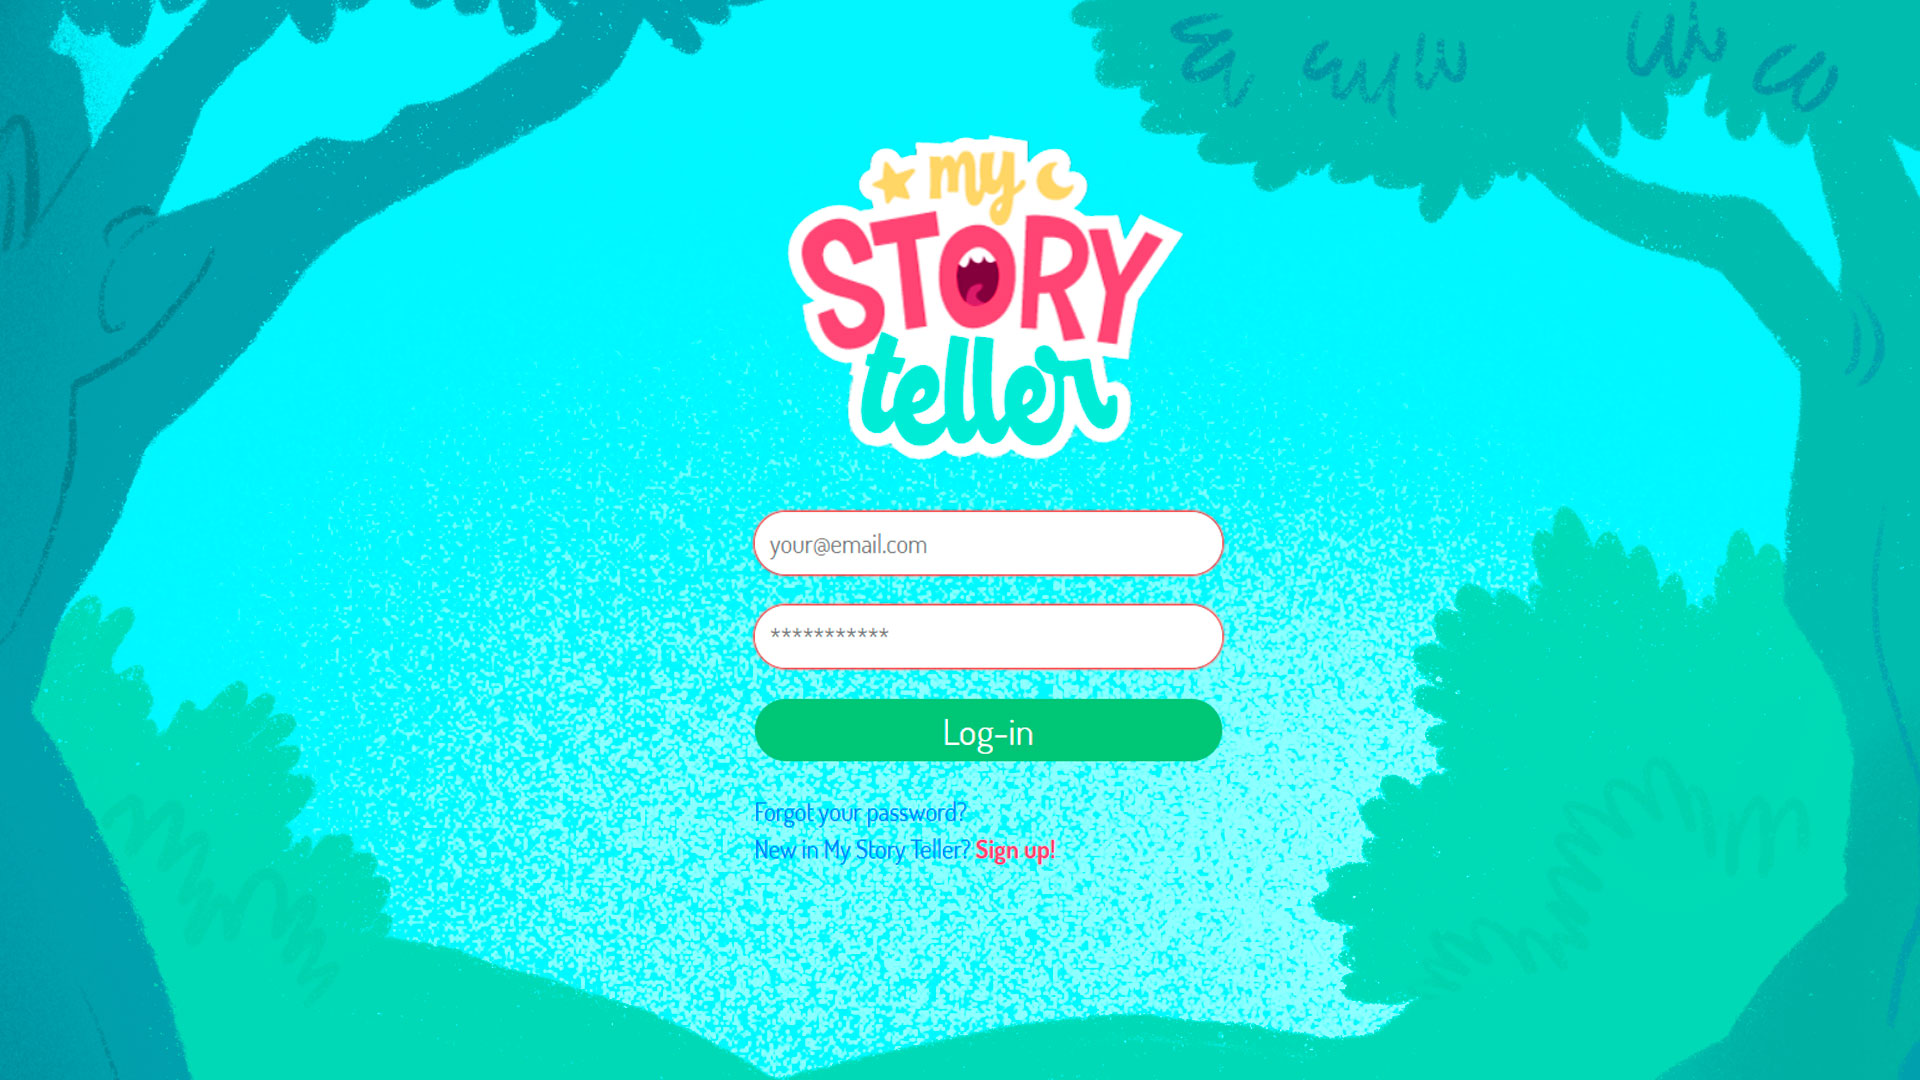 my
STORY
teller
your@email.com
***********
Log-in
Forgot your password?
New in My Story Teller? Sign up!